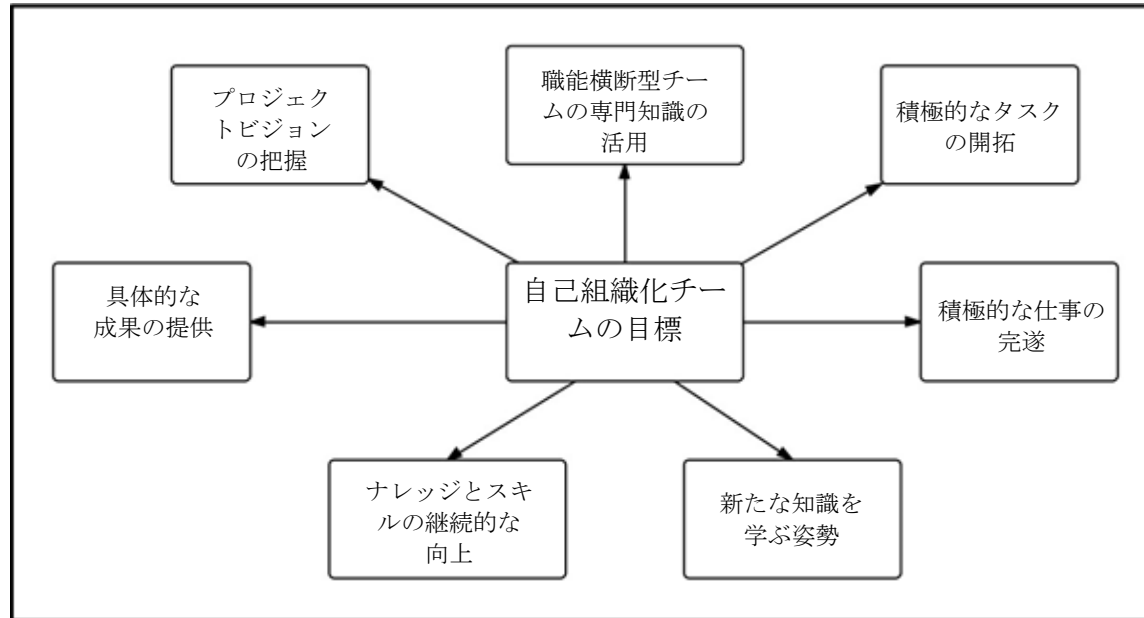 プロジェク
トビジョン
の把握
職能横断型チー
ムの専門知識の
活用
積極的なタスク
の開拓
具体的な
成果の提供
自己組織化チー
ムの目標
積極的な仕事の
完遂
ナレッジとスキ
ルの継続的な
向上
新たな知識を
学ぶ姿勢